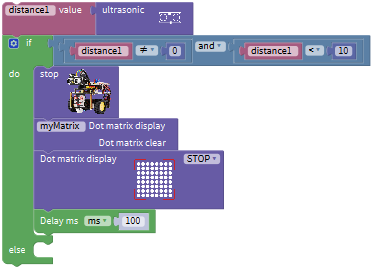 distance1 value ultrasonic
if distance1 ≠ 0 and distance1 < 10
do stop
myMatrix Dot matrix display
Dot matrix clear
Dot matrix display STOP
Delay ms ms 100
else